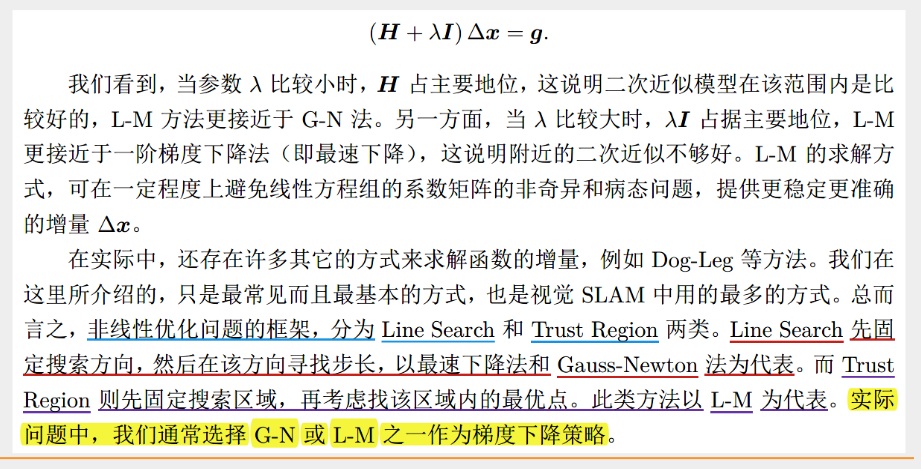 (H + λI) Δx = g.
我们看到，当参数 λ 比较小时，H 占主要地位，这说明二次近似模型在该范围内是比
较好的，L-M 方法更接近于 G-N 法。另一方面，当 λ 比较大时，λI 占据主要地位，L-M
更接近于一阶梯度下降法（即最速下降），这说明附近的二次近似不够好。L-M 的求解方
式，可在一定程度上避免线性方程组的系数矩阵的非奇异和病态问题，提供更稳定更准确
的增量 Δx。
在实际中，还存在许多其它的方式来求解函数的增量，例如 Dog-Leg 等方法。我们在
这里所介绍的，只是最常见而且最基本的方式，也是视觉 SLAM 中用的最多的方式。总而
言之，非线性优化问题的框架，分为 Line Search 和 Trust Region 两类。Line Search 先固
定搜索方向，然后在该方向寻找步长，以最速下降法和 Gauss-Newton 法为代表。而 Trust
Region 则先固定搜索区域，再考虑找该区域内的最优点。此类方法以 L-M 为代表。实际
问题中，我们通常选择 G-N 或 L-M 之一作为梯度下降策略。